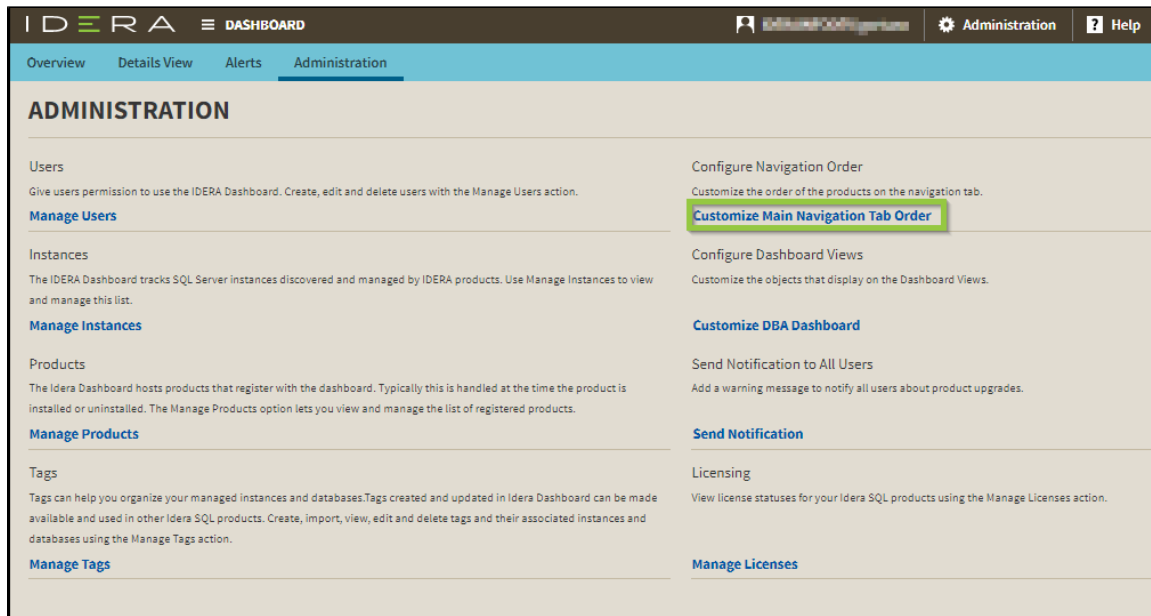 IDERA DASHBOARD Administration ? Help
Overview Details View Alerts Administration
ADMINISTRATION
Users
Give users permission to use the IDERA Dashboard. Create, edit and delete users with the Manage Users action.
Manage Users
Configure Navigation Order
Customize the order of the products on the navigation tab.
Customize Main Navigation Tab Order
Instances
The IDERA Dashboard tracks SQL Server instances discovered and managed by IDERA products. Use Manage Instances to view
and manage this list.
Manage Instances
Configure Dashboard Views
Customize the objects that display on the Dashboard Views.
Customize DBA Dashboard
Products
The Idera Dashboard hosts products that register with the dashboard. Typically this is handled at the time the product is
installed or uninstalled. The Manage Products option lets you view and manage the list of registered products.
Manage Products
Send Notification to All Users
Add a warning message to notify all users about product upgrades.
Send Notification
Tags
Tags can help you organize your managed instances and databases.Tags created and updated in Idera Dashboard can be made
available and used in other Idera SQL products. Create, import, view, edit and delete tags and their associated instances and
databases using the Manage Tags action.
Manage Tags
Licensing
View license statuses for your Idera SQL products using the Manage Licenses action.
Manage Licenses